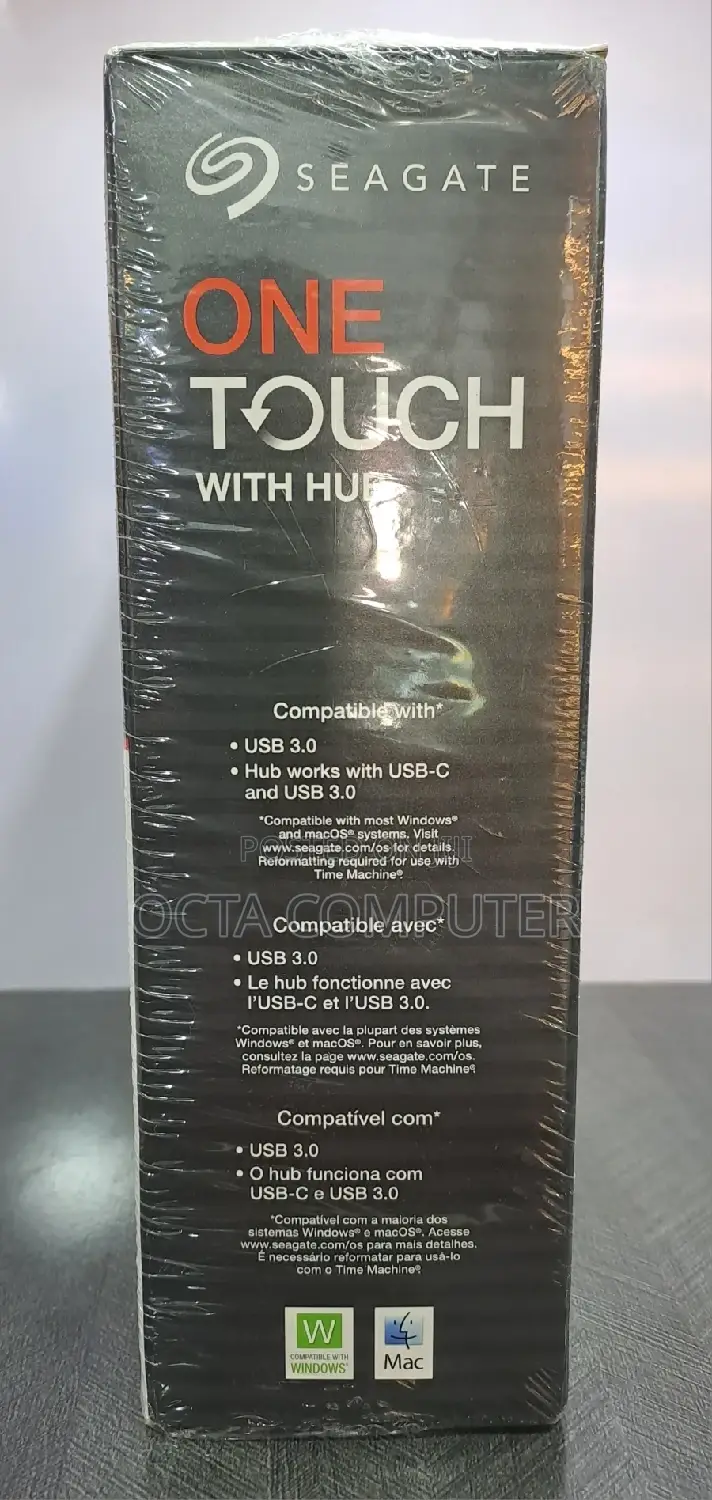 SEAGATE
ONE
TOUCH
WITH HUB
Compatible with*
• USB 3.0
• Hub works with USB-C
and USB 3.0
*Compatible with most Windows®
and macOS® systems. Visit
www.seagate.com/os for details.
Reformatting required for use with
Time Machine®
OCTA COMPUTER
Compatible avec*
• USB 3.0
• Le hub fonctionne avec
l'USB-C et l'USB 3.0.
*Compatible avec la plupart des systèmes
Windows® et macOS®. Pour en savoir plus,
consultez la page www.seagate.com/os.
Reformatage requis pour Time Machine®
Compatível com*
• USB 3.0
• O hub funciona com
USB-C e USB 3.0
*Compatível com a maioria dos
sistemas Windows® e macOS®. Acesse
www.seagate.com/os para mais detalhes.
É necessário reformatar para usá-lo
com o Time Machine®
W
COMPATIBLE WITH
WINDOWS®
Mac